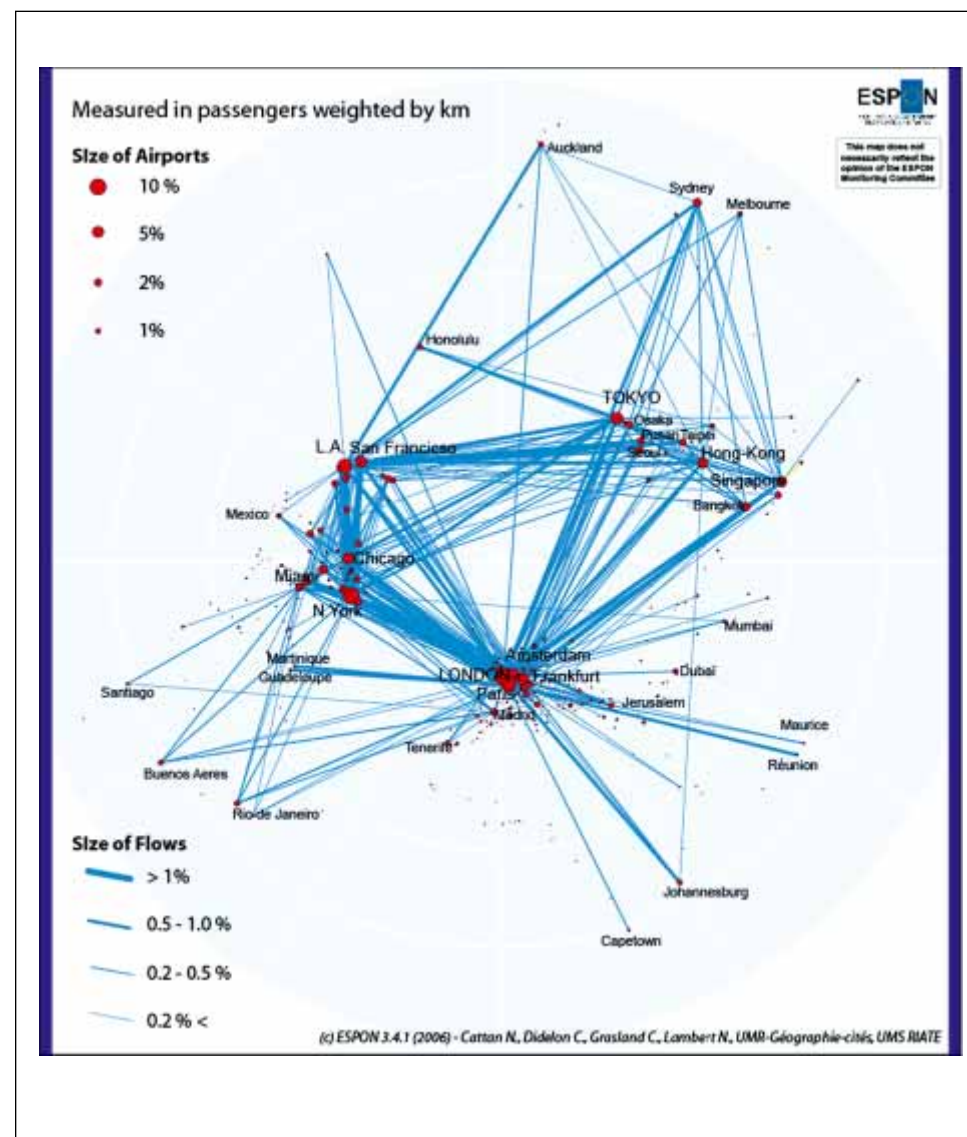 Measured in passengers weighted by km
SIze of Airports
10 %
5%
2%
1%
ESPON
This map does not
necessarily reflect the
opinion of the ESPON
Monitoring Committee
Auckland
Sydney
Melbourne
Honolulu
TOKYO
Osaka
Pusan Taipei
Seoul
L.A. San Francicso
Hong-Kong
Singapore
Bangkok
Mexico
Chicago
Miami
N.York
Mumbai
Amsterdam
Martinique
LONDON Frankfurt
Dubaï
Guadeloupe
Paris
Santiago
Jerusalem
Madrid
Maurice
Tenerife
Réunion
Buenos Aeres
Rio de Janeiro
SIze of Flows
> 1%
Johannesburg
0.5 - 1.0 %
Capetown
0.2 - 0.5 %
0.2 % <
(c) ESPON 3.4.1 (2006) - Cattan N., Didelon C., Grasland C., Lambert N., UMR-Géographie-cités, UMS RIATE